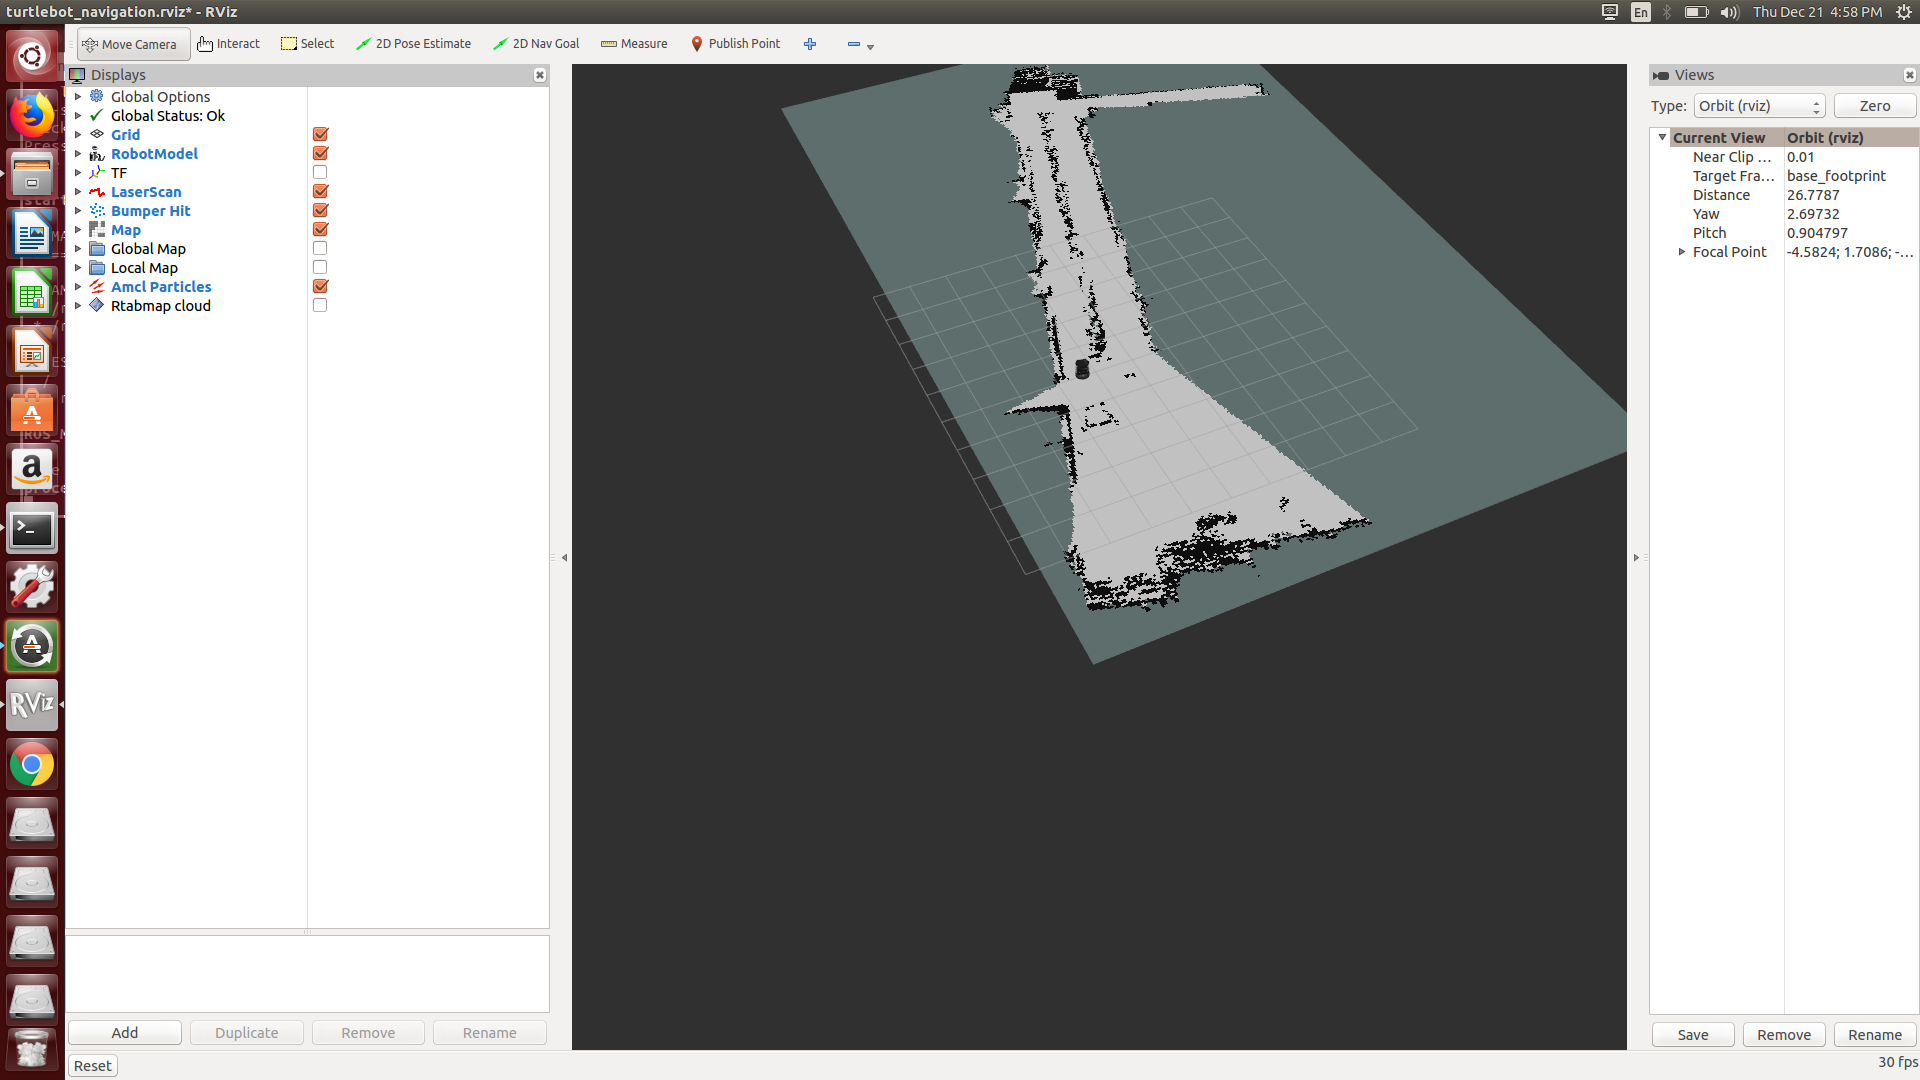 turtlebot_navigation.rviz* - RViz
En
Thu Dec 21 4:58 PM
Move Camera
Interact
Select
2D Pose Estimate
2D Nav Goal
Measure
Publish Point
Displays
Global Options
Global Status: Ok
Grid
RobotModel
TF
LaserScan
Bumper Hit
Map
Global Map
Local Map
Amcl Particles
Rtabmap cloud
Add
Duplicate
Remove
Rename
Reset
Views
Type:
Orbit (rviz)
Zero
Current View
Orbit (rviz)
Near Clip ...
0.01
Target Fra...
base_footprint
Distance
26.7787
Yaw
2.69732
Pitch
0.904797
Focal Point
-4.5824; 1.7086; -...
Save
Remove
Rename
30 fps
RViz